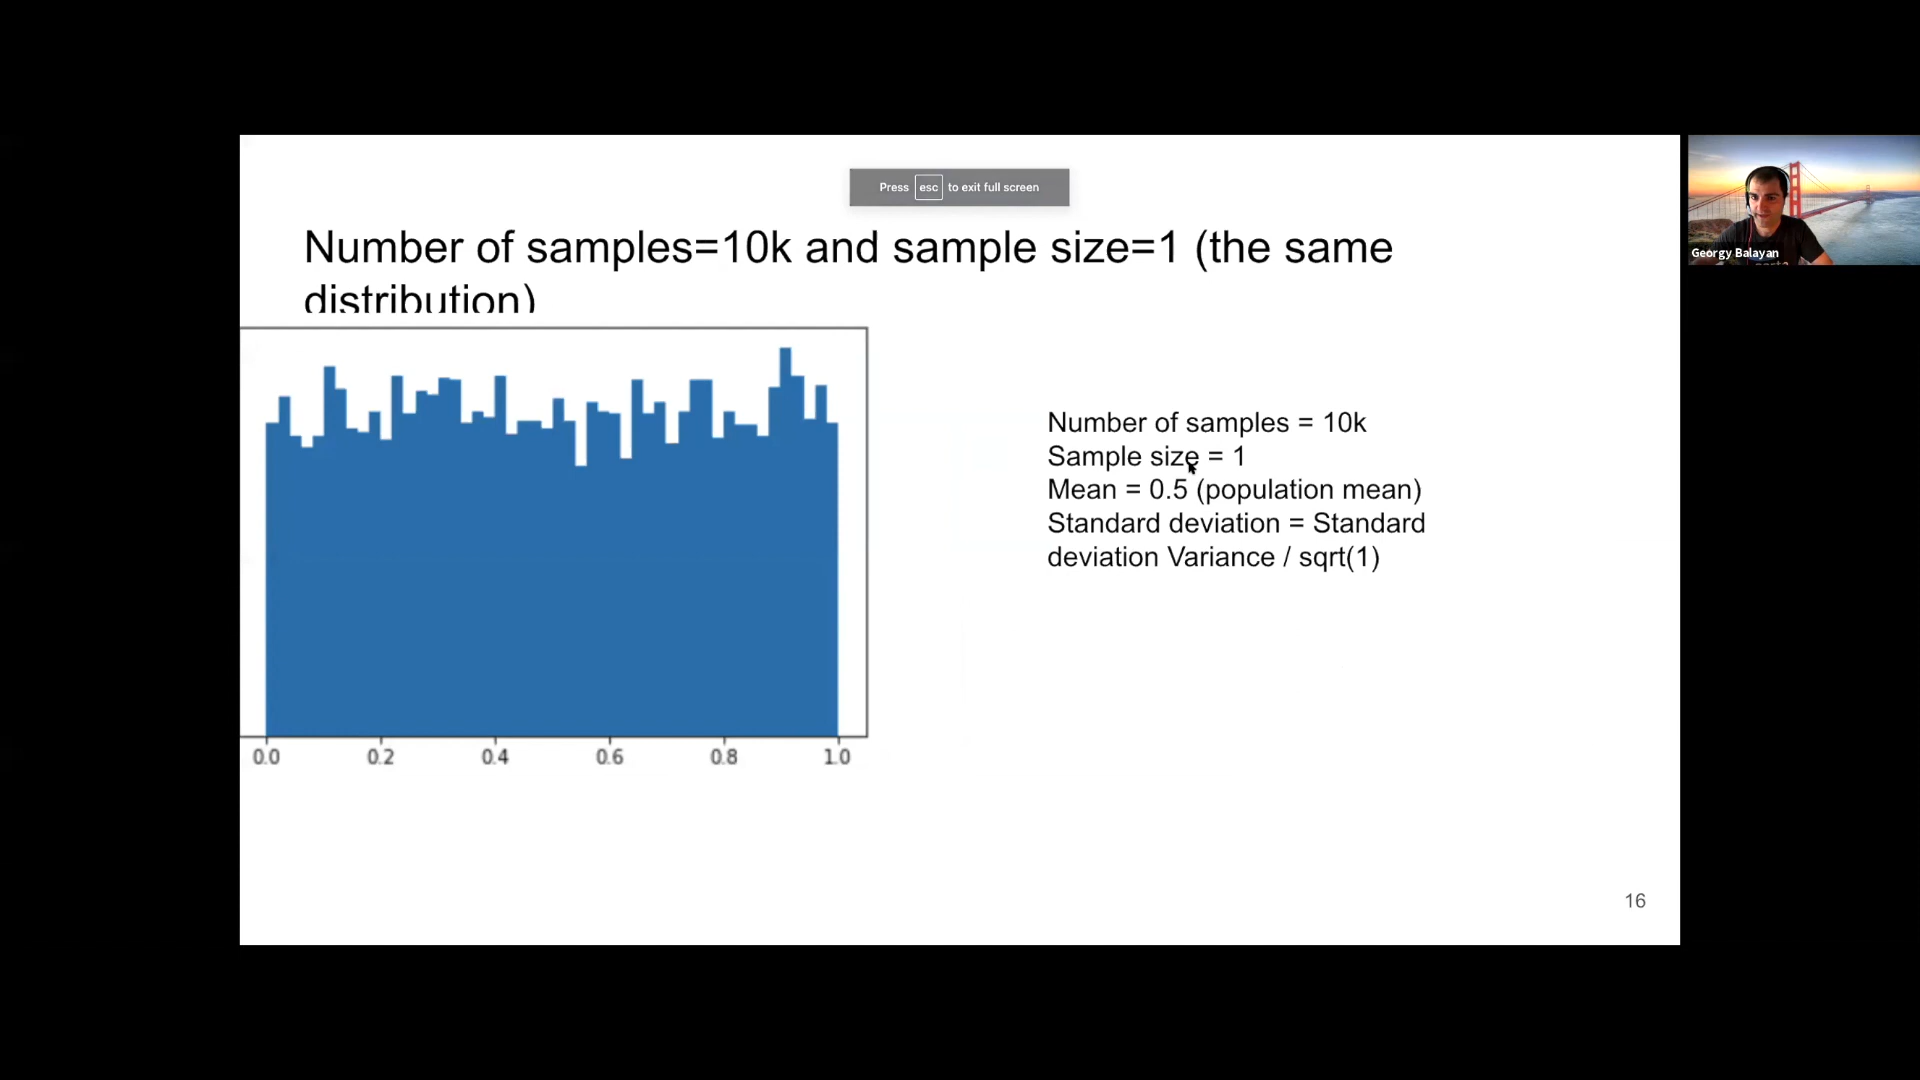 Press esc to exit full screen
Number of samples=10k and sample size=1 (the same
distribution)
Georgy Balayan
Number of samples = 10k
Sample size = 1
Mean = 0.5 (population mean)
Standard deviation = Standard
deviation Variance / sqrt(1)
0.0 0.2 0.4 0.6 0.8 1.0
16